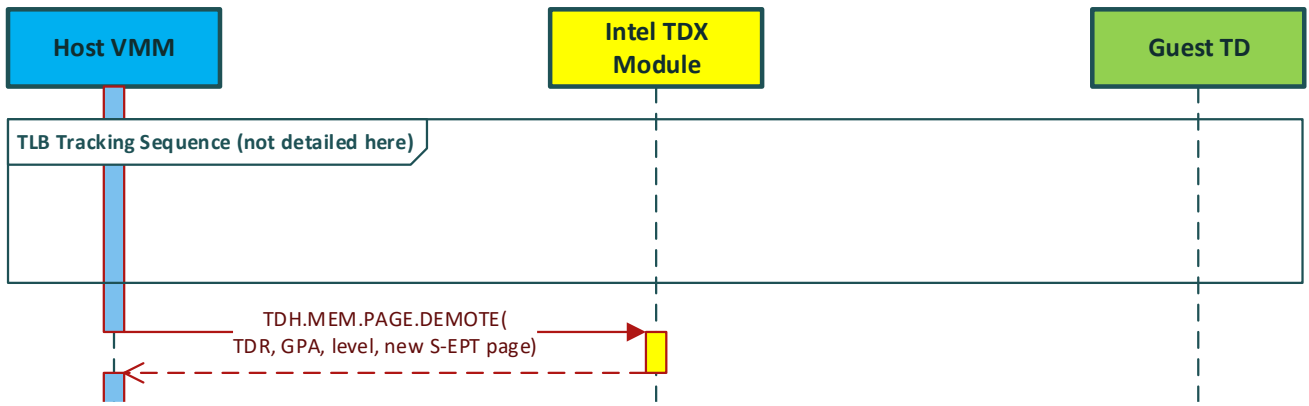 Host VMM
Intel TDX
Module
Guest TD
TLB Tracking Sequence (not detailed here)
TDH.MEM.PAGE.DEMOTE(
TDR, GPA, level, new S-EPT page)